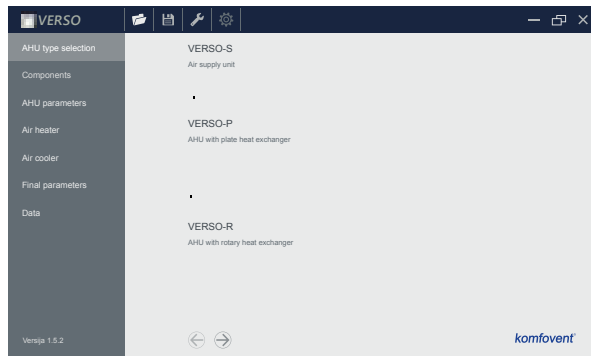 VERSO
AHU type selection
Components
AHU parameters
Air heater
Air cooler
Final parameters
Data
Versija 1.5.2
VERSO-S
Air supply unit
VERSO-P
AHU with plate heat exchanger
VERSO-R
AHU with rotary heat exchanger
komfovent